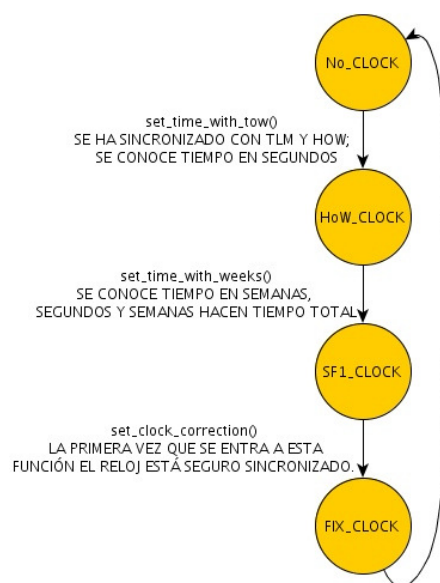 No_CLOCK
set_time_with_tow()
SE HA SINCRONIZADO CON TLM Y HOW;
SE CONOCE TIEMPO EN SEGUNDOS
HoW_CLOCK
set_time_with_weeks()
SE CONOCE TIEMPO EN SEMANAS,
SEGUNDOS Y SEMANAS HACEN TIEMPO TOTAL
SF1_CLOCK
set_clock_correction()
LA PRIMERA VEZ QUE SE ENTRA A ESTA
FUNCIÓN EL RELOJ ESTÁ SEGURO SINCRONIZADO.
FIX_CLOCK